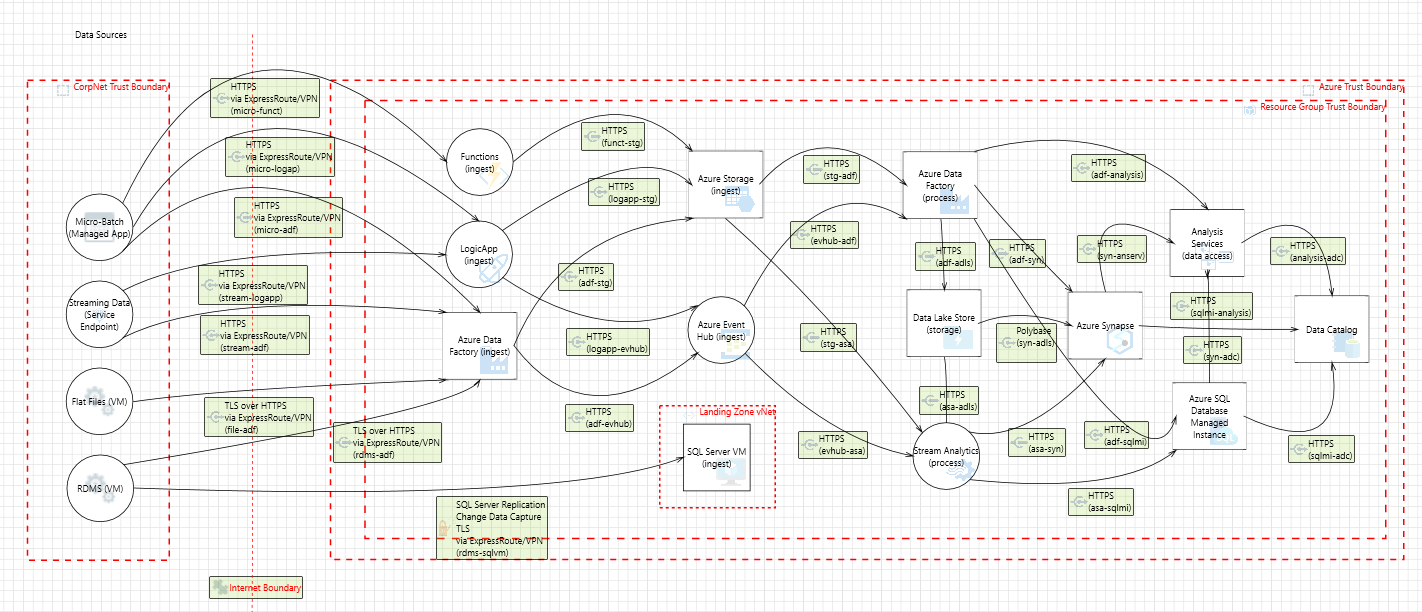 Data Sources
CorpNet Trust Boundary
Azure Trust Boundary
Resource Group Trust Boundary
HTTPS
via ExpressRoute/VPN
(micro-funct)
HTTPS
via ExpressRoute/VPN
(micro-logap)
HTTPS
via ExpressRoute/VPN
(micro-adf)
HTTPS
via ExpressRoute/VPN
(stream-logapp)
HTTPS
via ExpressRoute/VPN
(stream-adf)
TLS over HTTPS
via ExpressRoute/VPN
(file-adf)
TLS over HTTPS
via ExpressRoute/VPN
(rdms-adf)
SQL Server Replication
Change Data Capture
TLS
via ExpressRoute/VPN
(rdms-sqlvm)
Micro-Batch
(Managed App)
Streaming Data
(Service
Endpoint)
Flat Files (VM)
RDMS (VM)
Internet Boundary
Functions
(ingest)
LogicApp
(ingest)
Azure Data
Factory (ingest)
HTTPS
(funct-stg)
HTTPS
(logapp-stg)
HTTPS
(adf-stg)
HTTPS
(logapp-evhub)
HTTPS
(adf-evhub)
Azure Storage
(ingest)
Azure Event
Hub (ingest)
Landing Zone vNet
SQL Server VM
(ingest)
HTTPS
(stg-adf)
HTTPS
(evhub-adf)
HTTPS
(stg-asa)
HTTPS
(evhub-asa)
Azure Data
Factory
(process)
HTTPS
(adf-adls)
HTTPS
(adf-syn)
Data Lake Store
(storage)
Polybase
(syn-adls)
HTTPS
(asa-adls)
Stream Analytics
(process)
HTTPS
(asa-syn)
HTTPS
(adf-sqlmi)
HTTPS
(asa-sqlmi)
HTTPS
(adf-analysis)
HTTPS
(syn-anserv)
Azure Synapse
Analysis
Services
(data access)
HTTPS
(analysis-adc)
HTTPS
(sqlmi-analysis)
HTTPS
(syn-adc)
Data Catalog
Azure SQL
Database
Managed
Instance
HTTPS
(sqlmi-adc)